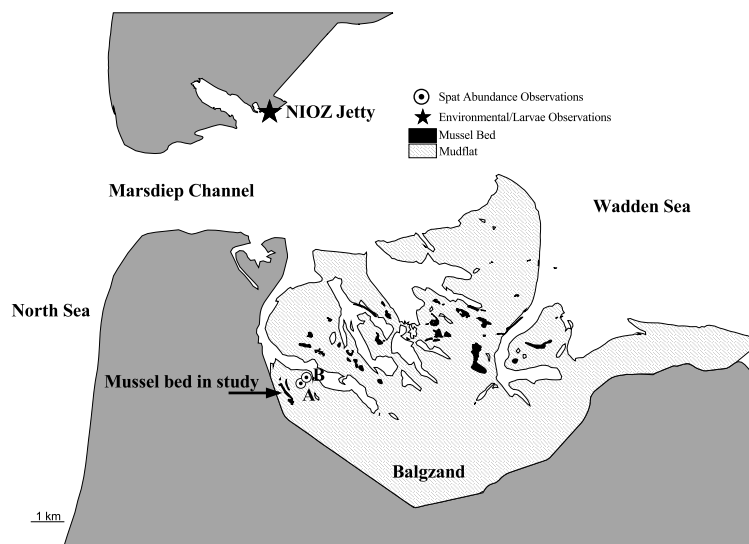 NIOZ Jetty
Spat Abundance Observations
Environmental/Larvae Observations
Mussel Bed
Mudflat
Marsdiep Channel
Wadden Sea
North Sea
Mussel bed in study
B
A
Balgzand
1 km